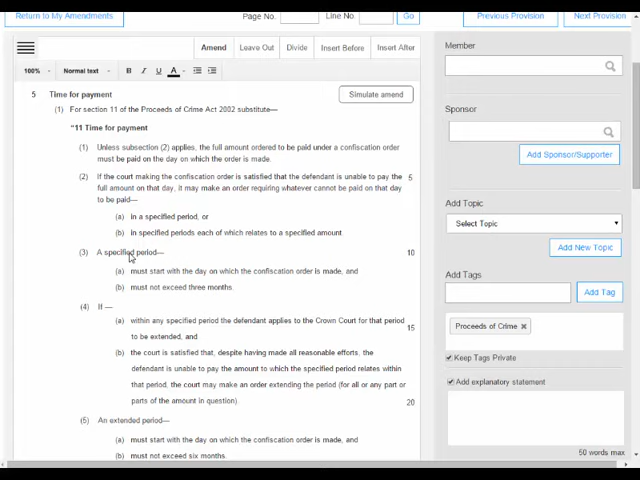 Return to My Amendments
Page No.
Line No.
Go
Previous Provision
Next Provision
Amend
Leave Out
Divide
Insert Before
Insert After
100%
Normal text
B
I
U
A
Simulate amend
5 Time for payment
(1) For section 11 of the Proceeds of Crime Act 2002 substitute—
"11 Time for payment
(1) Unless subsection (2) applies, the full amount ordered to be paid under a confiscation order
must be paid on the day on which the order is made.
(2) If the court making the confiscation order is satisfied that the defendant is unable to pay the 5
full amount on that day, it may make an order requiring whatever cannot be paid on that day
to be paid—
(a) in a specified period, or
(b) in specified periods each of which relates to a specified amount.
(3) A specified period— 10
(a) must start with the day on which the confiscation order is made, and
(b) must not exceed three months.
(4) If —
(a) within any specified period the defendant applies to the Crown Court for that period
15
to be extended, and
(b) the court is satisfied that, despite having made all reasonable efforts, the
defendant is unable to pay the amount to which the specified period relates within
that period, the court may make an order extending the period (for all or any part or
parts of the amount in question). 20
(5) An extended period—
(a) must start with the day on which the confiscation order is made, and
(b) must not exceed six months.
Member
Sponsor
Add Sponsor/Supporter
Add Topic
Select Topic
Add New Topic
Add Tags
Add Tag
Proceeds of Crime ✖
Keep Tags Private
Add explanatory statement
50 words max